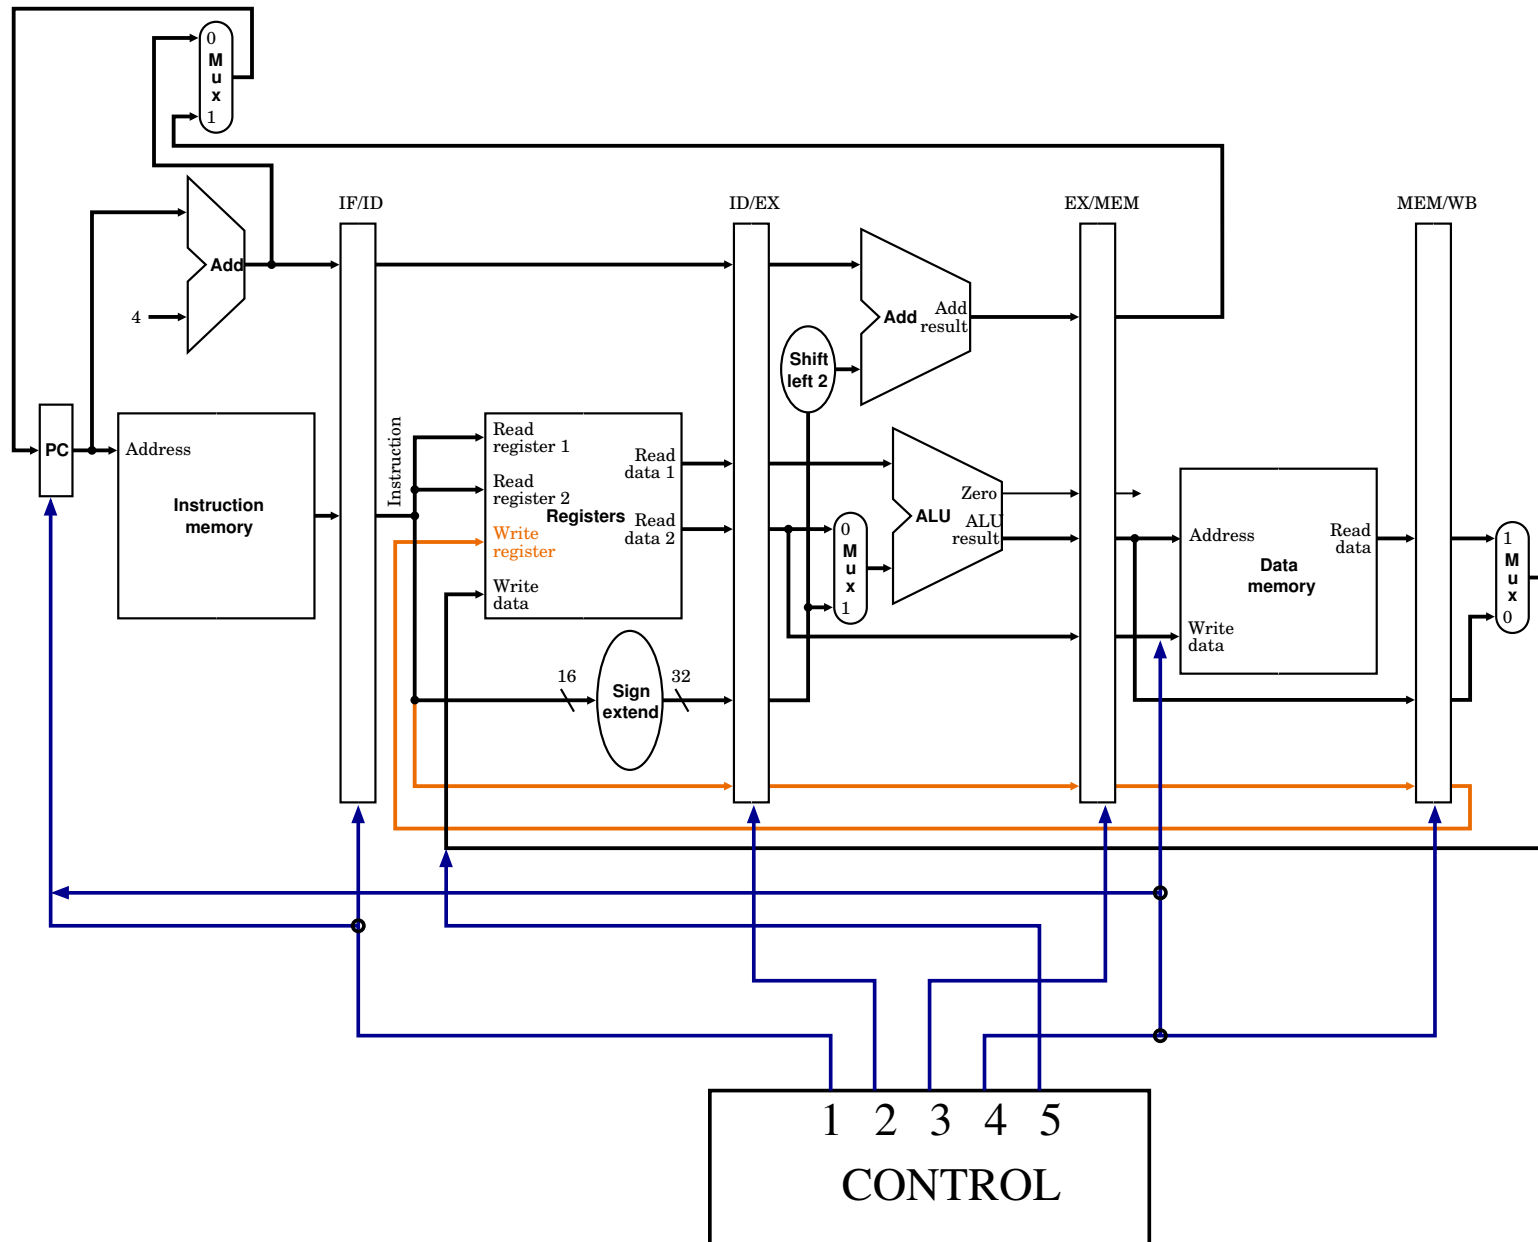 0
M
u
x
1
IF/ID
ID/EX
EX/MEM
MEM/WB
Add
4
Add
Add
result
Shift
left 2
PC
Address
Instruction
memory
Instruction
Read
register 1
Read
register 2
Write
register
Write
data
Registers
Read
data 1
Read
data 2
16
Sign
extend
32
0
M
u
x
1
ALU
Zero
ALU
result
Address
Data
memory
Write
data
Read
data
1
M
u
x
0
1 2 3 4 5
CONTROL